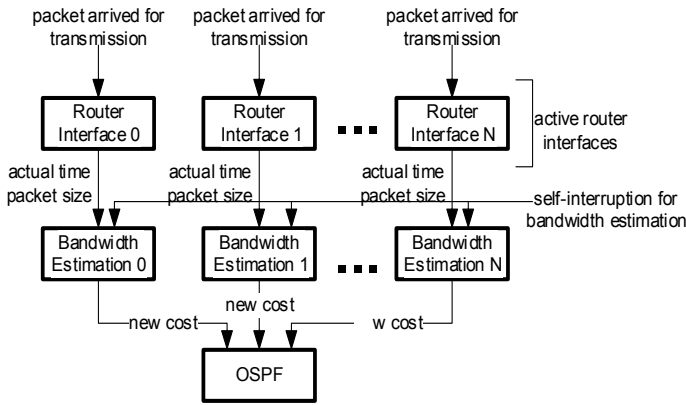 packet arrived for
transmission
packet arrived for
transmission
packet arrived for
transmission
Router
Interface 0
Router
Interface 1
Router
Interface N
active router
interfaces
actual time
packet size
actual time
packet size
actual time
packet size
self-interruption for
bandwidth estimation
Bandwidth
Estimation 0
Bandwidth
Estimation 1
Bandwidth
Estimation N
new cost
new cost
w cost
OSPF